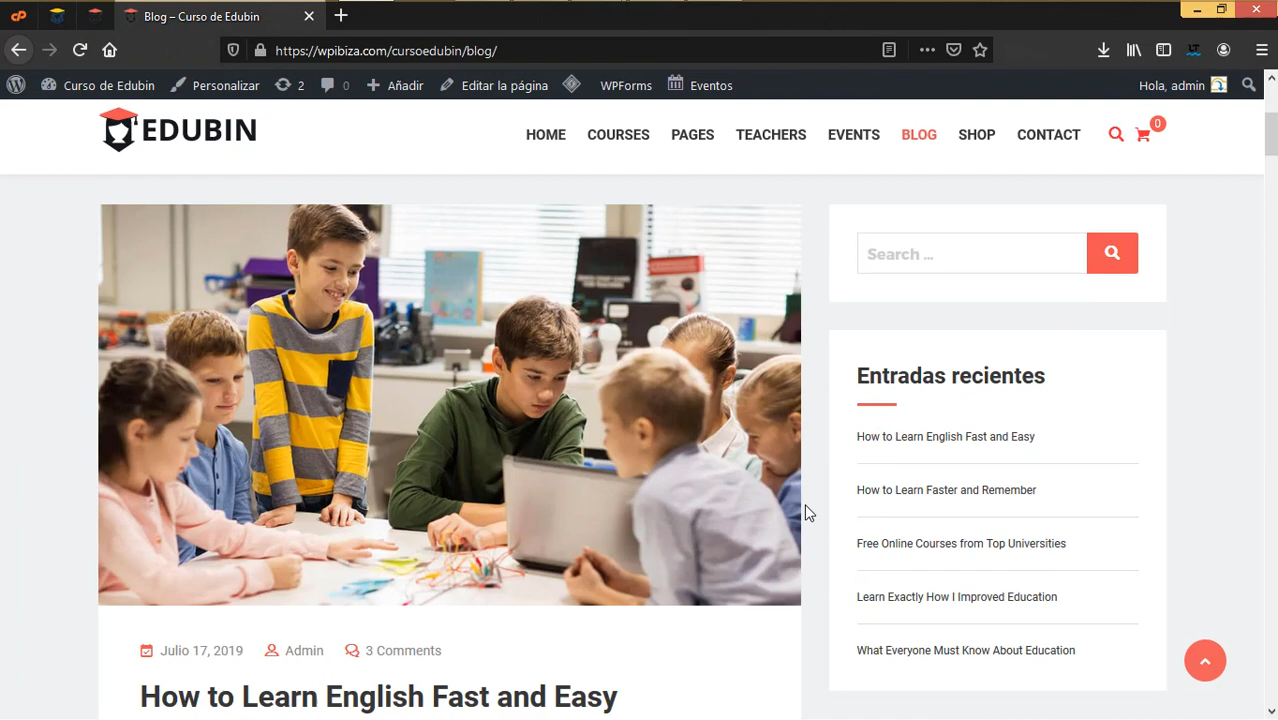 Blog – Curso de Edubin
https://wpibiza.com/cursoedubin/blog/
Curso de Edubin Personalizar 2 0 Añadir Editar la página WPForms Eventos Hola, admin
EDUBIN
HOME COURSES PAGES TEACHERS EVENTS BLOG SHOP CONTACT 0
Search ...
Entradas recientes
How to Learn English Fast and Easy
How to Learn Faster and Remember
Free Online Courses from Top Universities
Learn Exactly How I Improved Education
What Everyone Must Know About Education
Julio 17, 2019 Admin 3 Comments
How to Learn English Fast and Easy